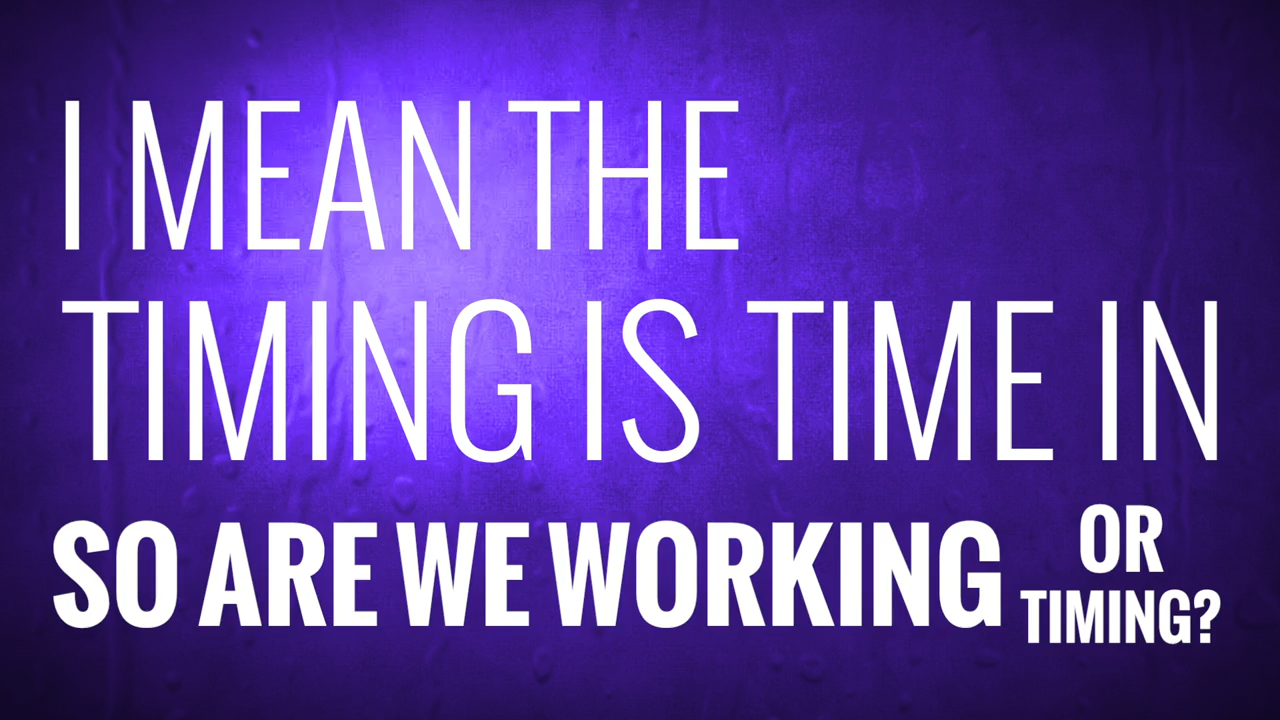 I MEAN THE
TIMING IS TIME IN
SO ARE WE WORKING OR
TIMING?